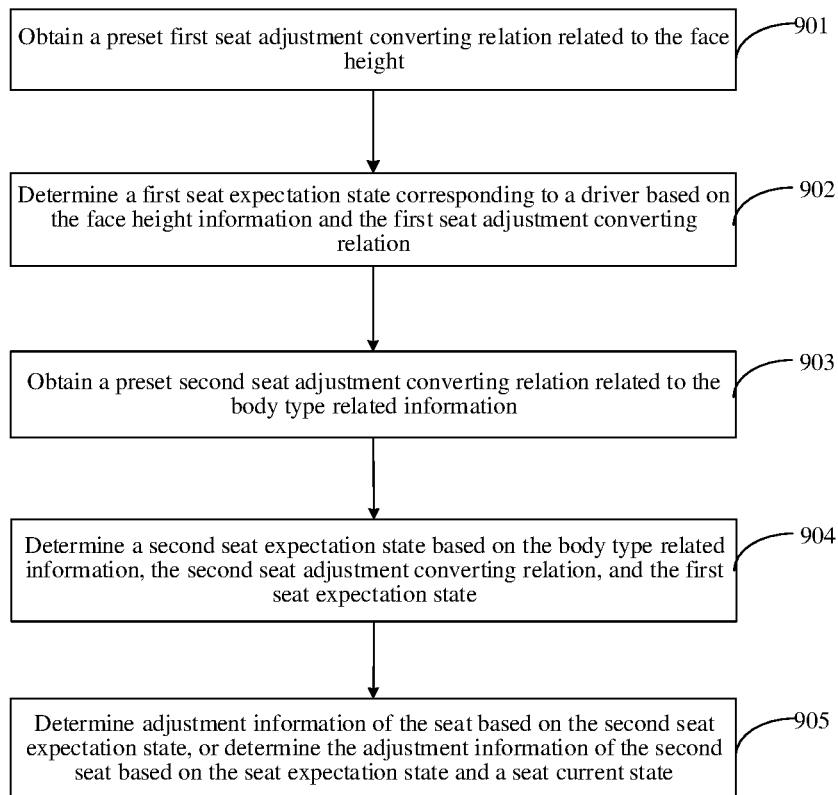 Obtain a preset first seat adjustment converting relation related to the face
height
901
Determine a first seat expectation state corresponding to a driver based on
the face height information and the first seat adjustment converting
relation
902
Obtain a preset second seat adjustment converting relation related to the
body type related information
903
Determine a second seat expectation state based on the body type related
information, the second seat adjustment converting relation, and the first
seat expectation state
904
Determine adjustment information of the seat based on the second seat
expectation state, or determine the adjustment information of the second
seat based on the seat expectation state and a seat current state
905